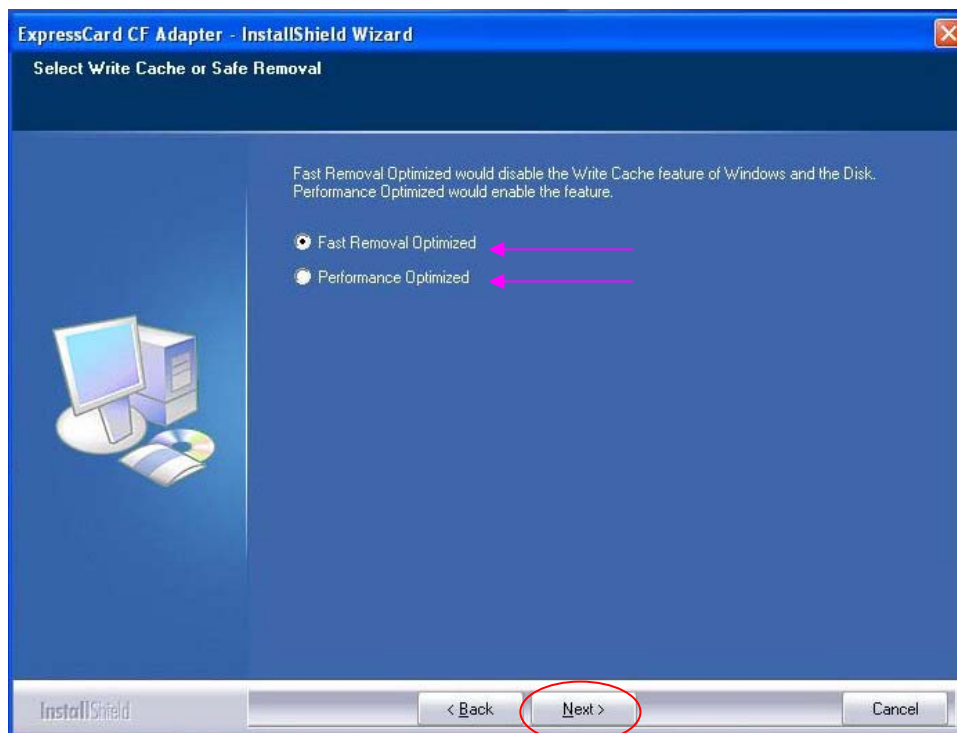 ExpressCard CF Adapter - InstallShield Wizard
Select Write Cache or Safe Removal
Fast Removal Optimized would disable the Write Cache feature of Windows and the Disk.
Performance Optimized would enable the feature.
Fast Removal Optimized
Performance Optimized
InstallShield
< Back
Next >
Cancel